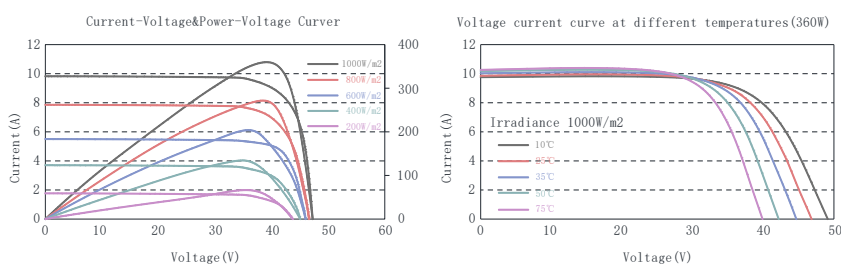 Current-Voltage&Power-Voltage Curver
12
10
8
6
4
2
0
Current(A)
400
300
200
100
0
1000W/m2
800W/m2
600W/m2
400W/m2
200W/m2
0 10 20 30 40 50 60
Voltage(V)
Voltage current curve at different temperatures(360W)
12
10
8
6
4
2
0
Current(A)
Irradiance 1000W/m2
10℃
25℃
35℃
50℃
75℃
0 10 20 30 40 50
Voltage(V)